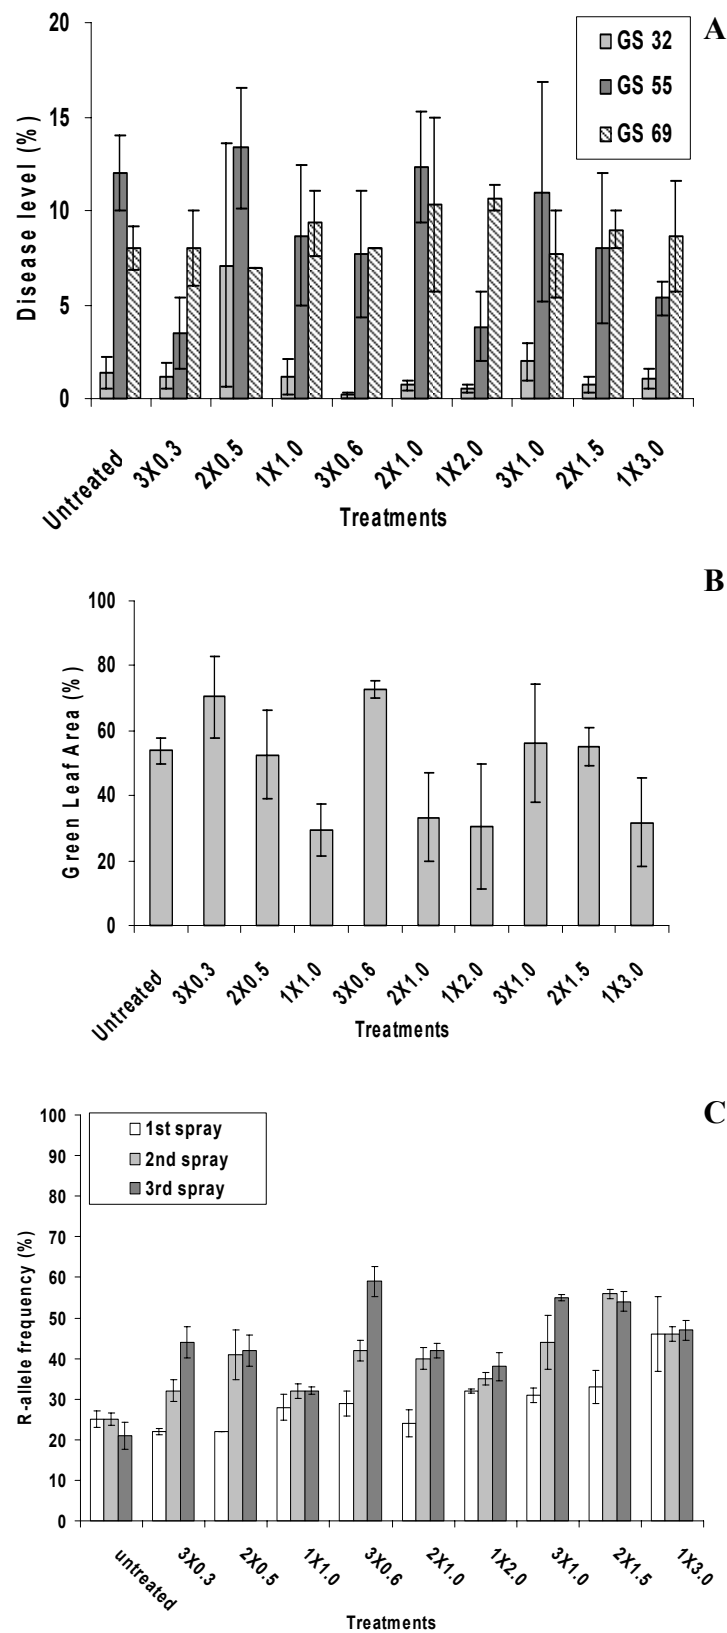 A
20
15
10
5
0
Disease level (%)
GS 32
GS 55
GS 69
Untreated
3X0.3
2X0.5
1X1.0
3X0.6
2X1.0
1X2.0
3X1.0
2X1.5
1X3.0
Treatments
B
100
80
60
40
20
0
Green Leaf Area (%)
Untreated
3X0.3
2X0.5
1X1.0
3X0.6
2X1.0
1X2.0
3X1.0
2X1.5
1X3.0
Treatments
C
100
90
80
70
60
50
40
30
20
10
0
R-allele frequency (%)
1st spray
2nd spray
3rd spray
untreated
3X0.3
2X0.5
1X1.0
3X0.6
2X1.0
1X2.0
3X1.0
2X1.5
1X3.0
Treatments